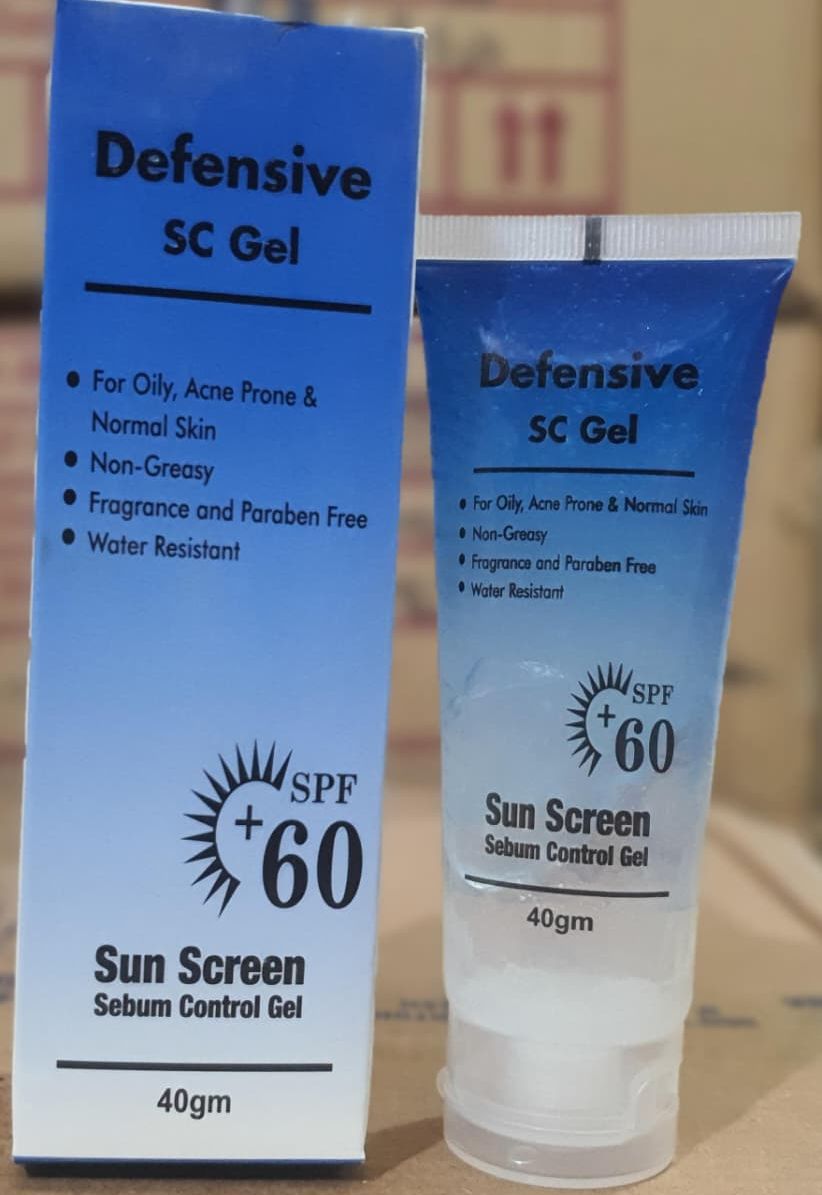 Defensive
SC Gel
• For Oily, Acne Prone &
Normal Skin
• Non-Greasy
• Fragrance and Paraben Free
• Water Resistant
SPF
+60
Sun Screen
Sebum Control Gel
40gm
Defensive
SC Gel
• For Oily, Acne Prone & Normal Skin
• Non-Greasy
• Fragrance and Paraben Free
• Water Resistant
SPF
+60
Sun Screen
Sebum Control Gel
40gm